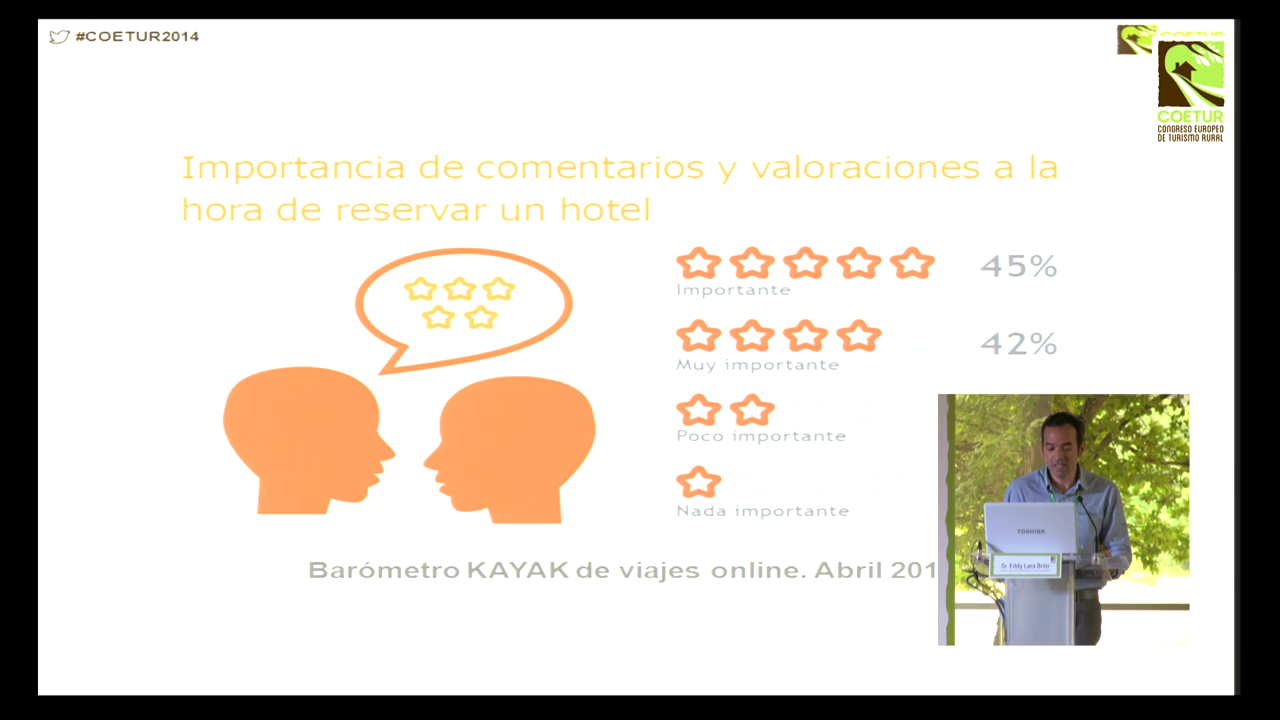 #COETUR2014
COETUR
CONGRESO EUROPEO
DE TURISMO RURAL
Importancia de comentarios y valoraciones a la
hora de reservar un hotel
45%
Importante
42%
Muy importante
Poco importante
Nada importante
Barómetro KAYAK de viajes online. Abril 201
TOSHIBA
Sr. Eddy Lara Brito